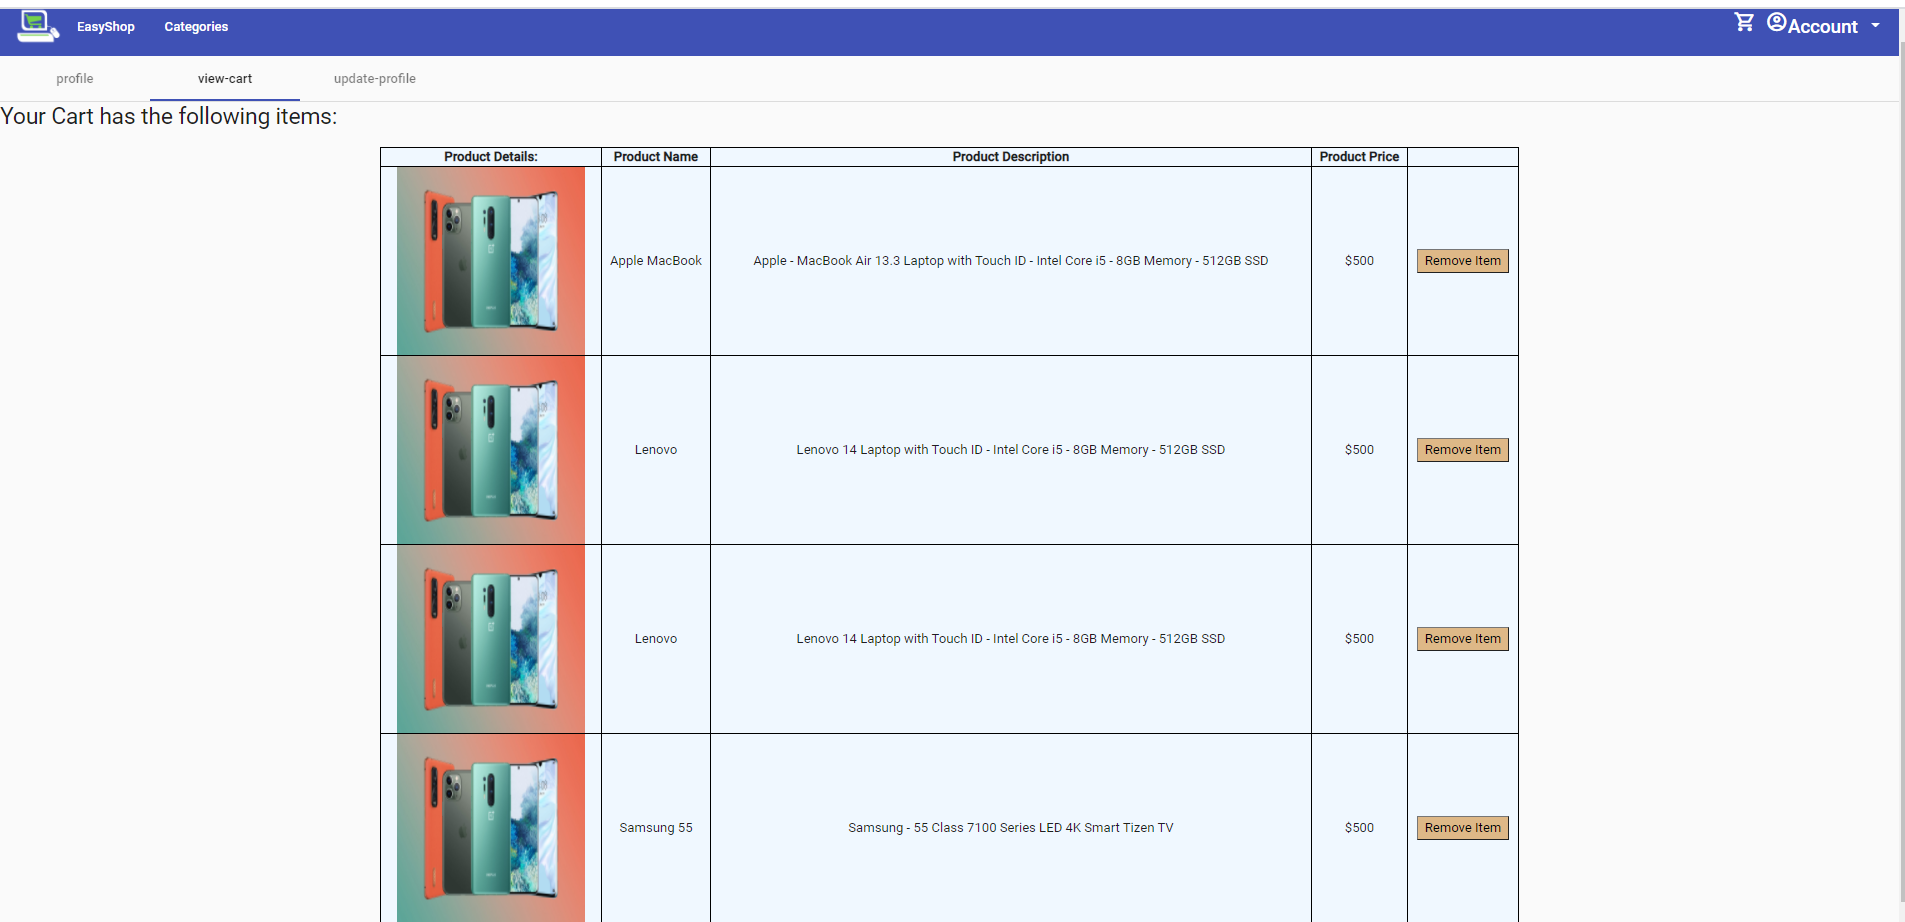 EasyShop Categories Account
profile view-cart update-profile
Your Cart has the following items:
Product Details: Product Name Product Description Product Price
Apple MacBook Apple - MacBook Air 13.3 Laptop with Touch ID - Intel Core i5 - 8GB Memory - 512GB SSD $500 Remove Item
Lenovo Lenovo 14 Laptop with Touch ID - Intel Core i5 - 8GB Memory - 512GB SSD $500 Remove Item
Lenovo Lenovo 14 Laptop with Touch ID - Intel Core i5 - 8GB Memory - 512GB SSD $500 Remove Item
Samsung 55 Samsung - 55 Class 7100 Series LED 4K Smart Tizen TV $500 Remove Item